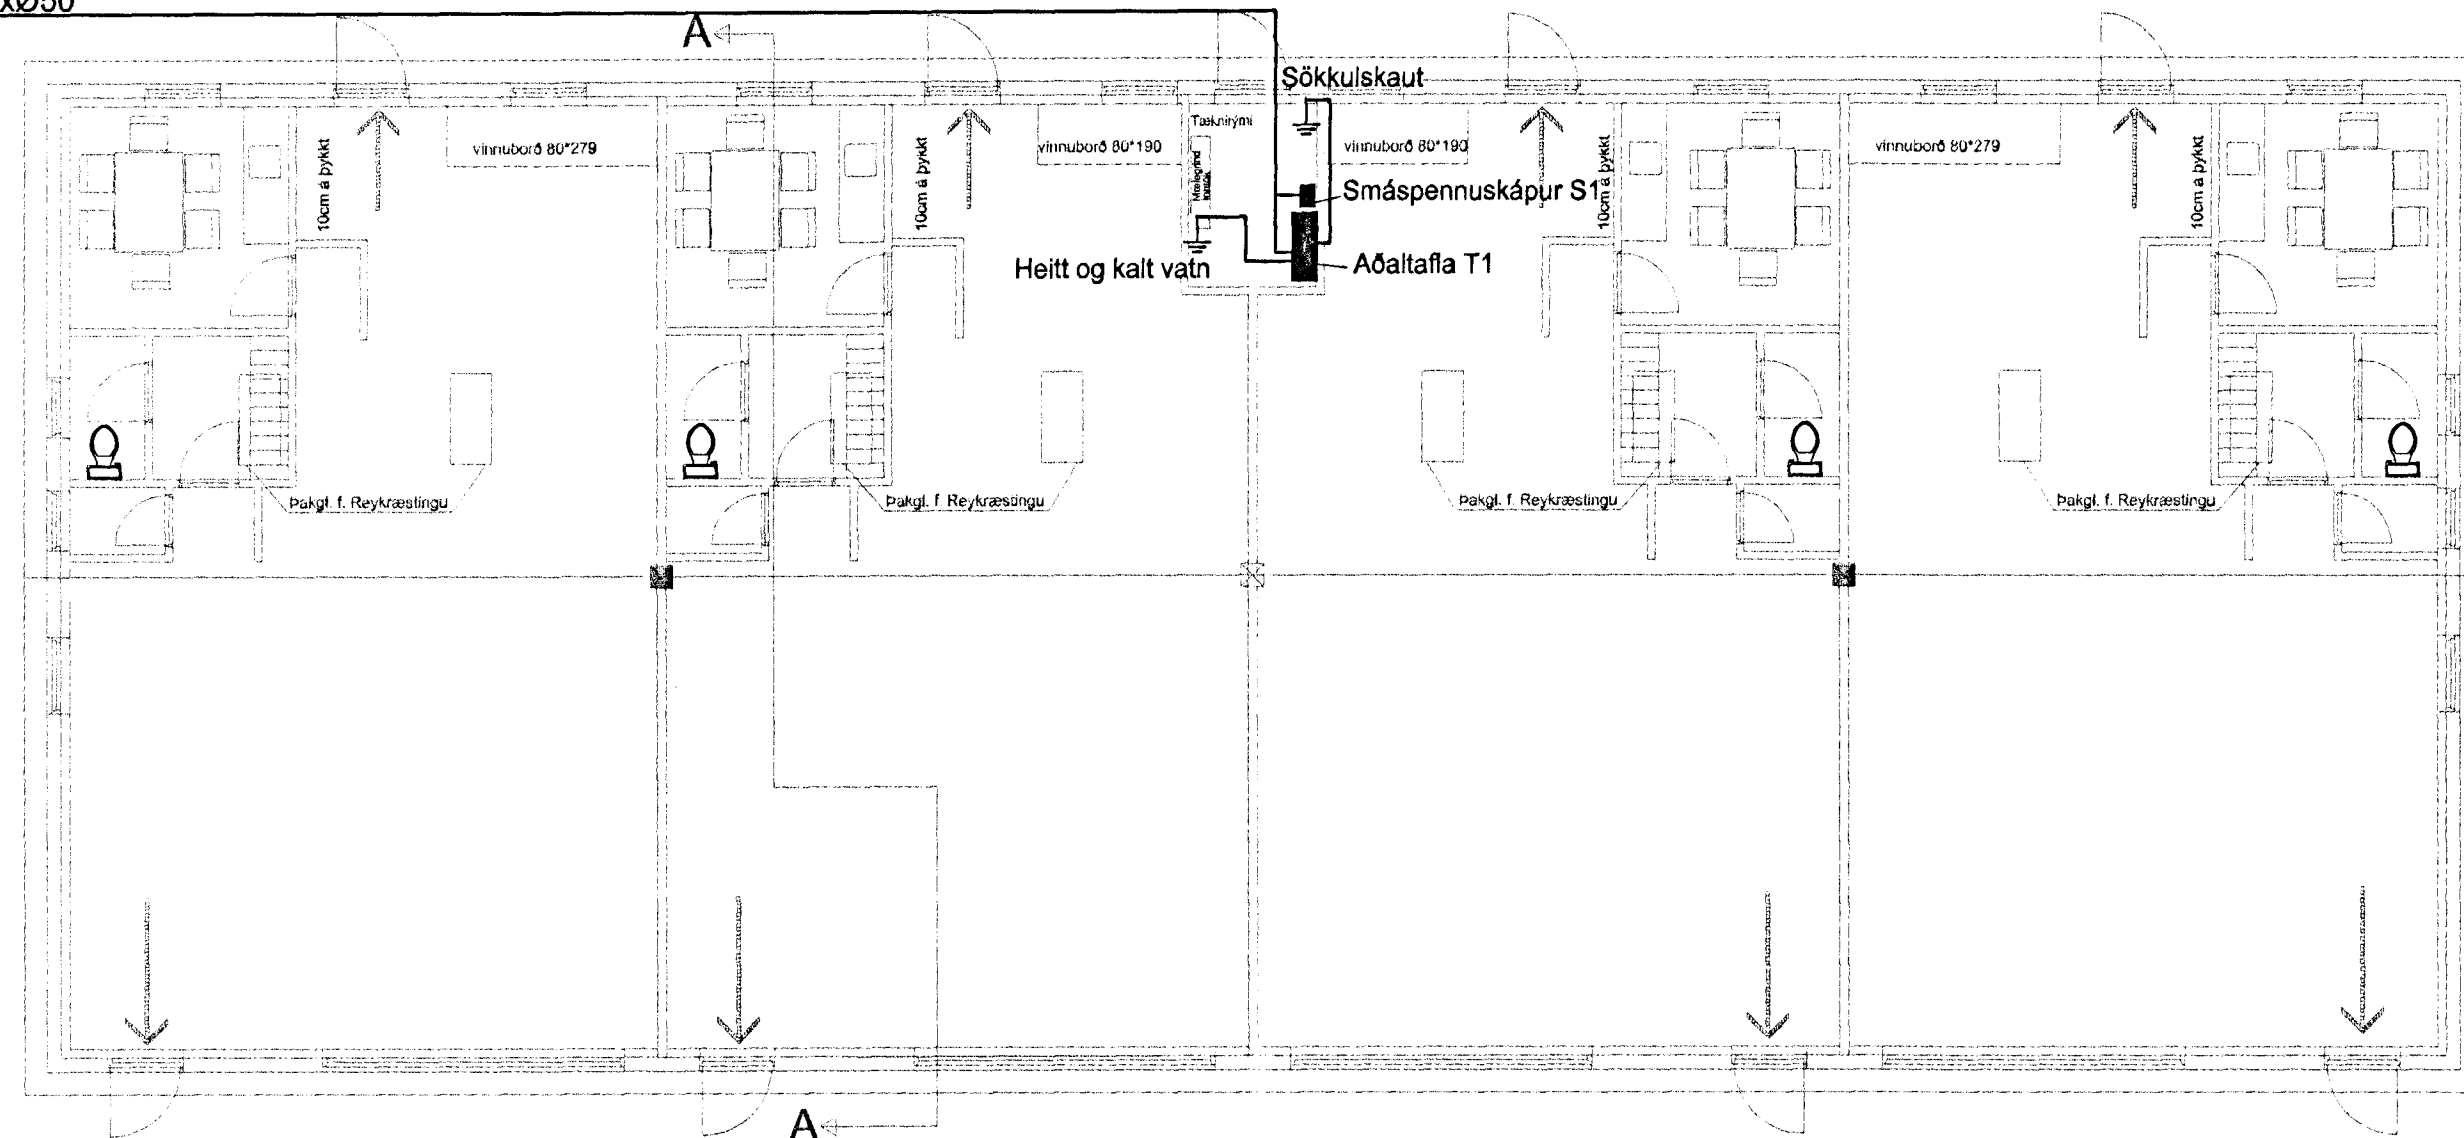 xØ50
A
Sökkulskaut
Tæknirými
vinnuborð 80*279
vinnuborð 80*190
vinnuborð 80*190
vinnuborð 80*279
10cm á þykkt
10cm á þykkt
10cm á þykkt
10cm á þykkt
Mælagrind
Smáspennuskápur S1
Heitt og kalt vatn
Aðaltafla T1
Þakgl. f. Reykræstingu
Þakgl. f. Reykræstingu
Þakgl. f. Reykræstingu
Þakgl. f. Reykræstingu
A